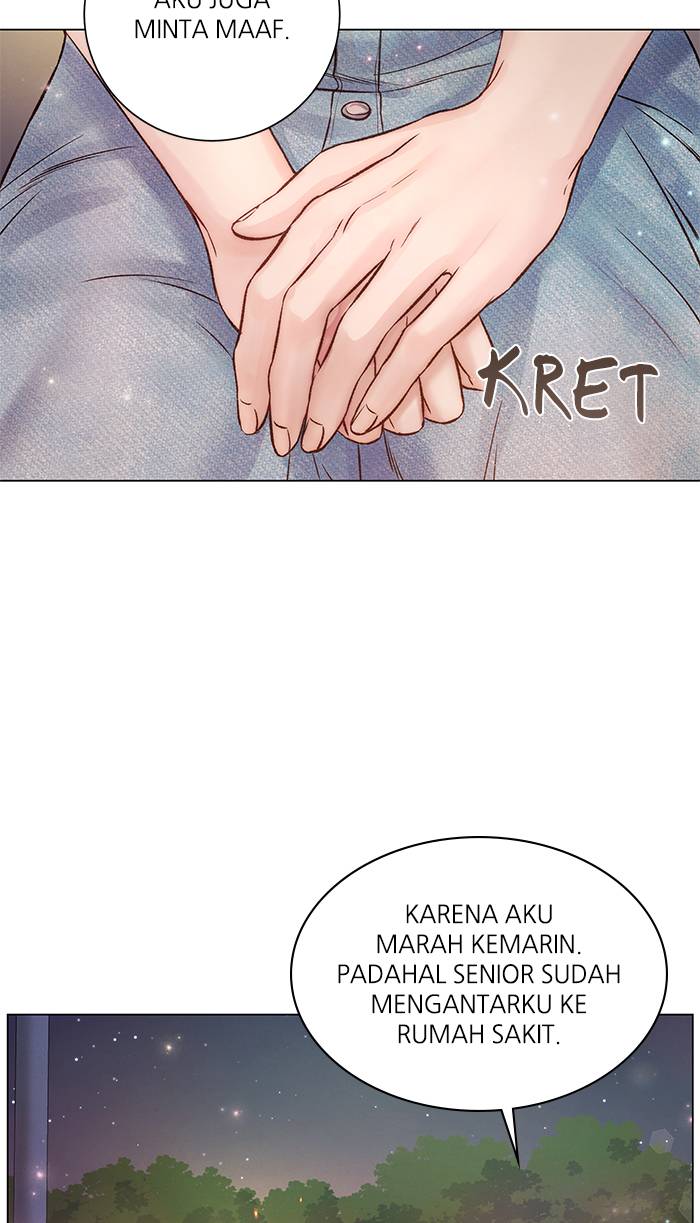 AKU JUGA
MINTA MAAF.
KRET
KARENA AKU
MARAH KEMARIN.
PADAHAL SENIOR SUDAH
MENGANTARKU KE
RUMAH SAKIT.